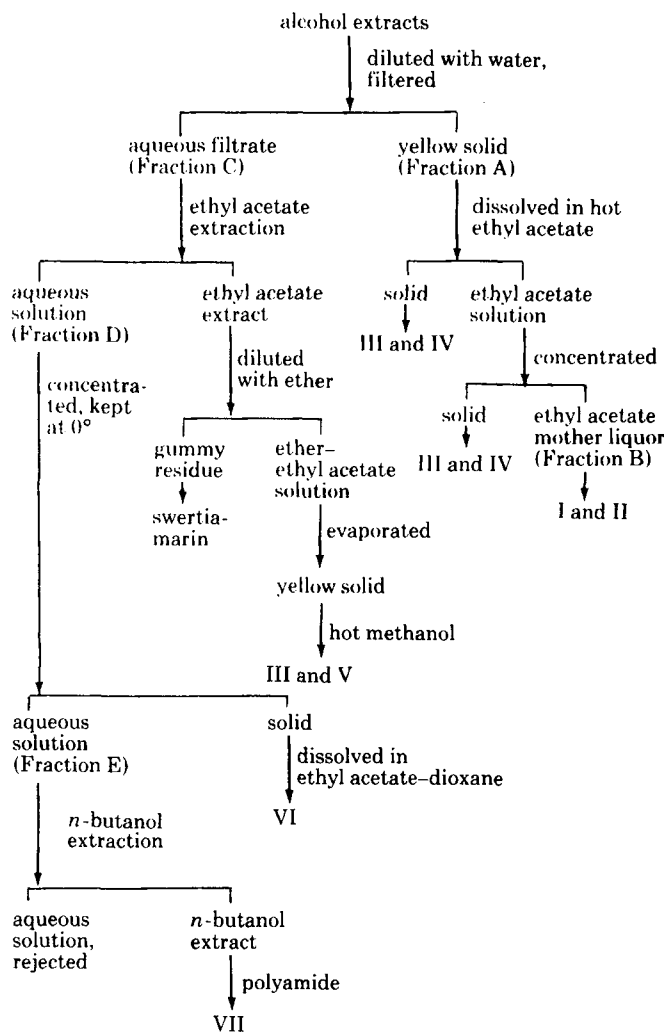 alcohol extracts
diluted with water,
filtered
aqueous filtrate
(Fraction C)
yellow solid
(Fraction A)
ethyl acetate
extraction
dissolved in hot
ethyl acetate
aqueous
solution
(Fraction D)
ethyl acetate
extract
solid
ethyl acetate
solution
III and IV
concentra-
ted, kept
at 0°
diluted
with ether
concentrated
gummy
residue
ether–
ethyl acetate
solution
solid
ethyl acetate
mother liquor
(Fraction B)
III and IV
swertia-
marin
I and II
evaporated
yellow solid
hot methanol
III and V
aqueous
solution
(Fraction E)
solid
dissolved in
ethyl acetate–dioxane
VI
n-butanol
extraction
aqueous
solution,
rejected
n-butanol
extract
polyamide
VII